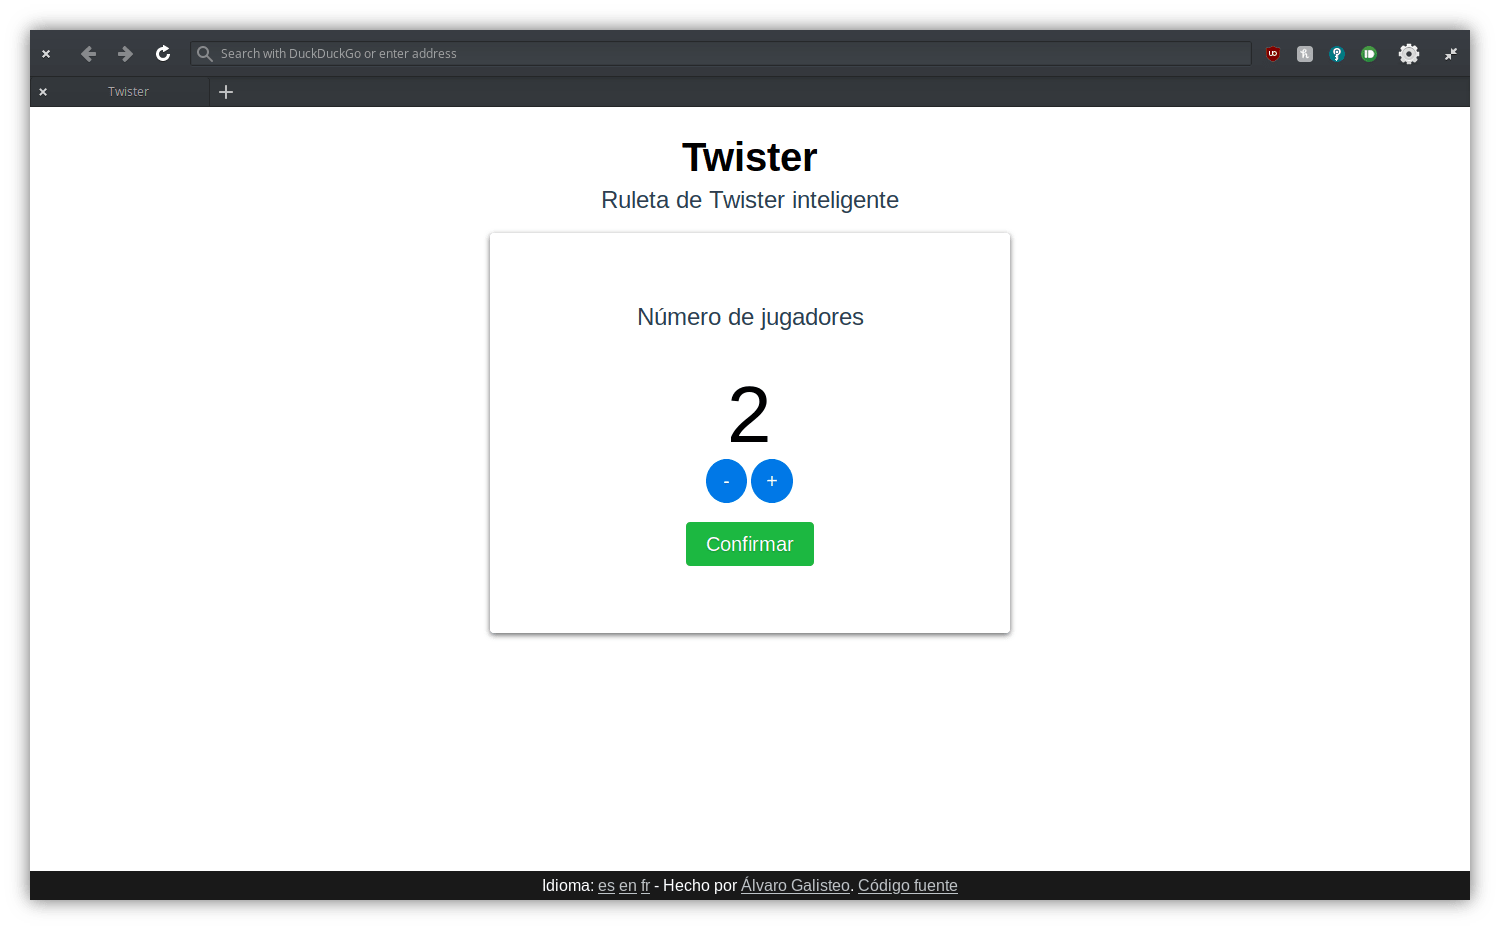 Search with DuckDuckGo or enter address
Twister
Twister
Ruleta de Twister inteligente
Número de jugadores
2
- +
Confirmar
Idioma: es en fr - Hecho por Álvaro Galisteo. Código fuente